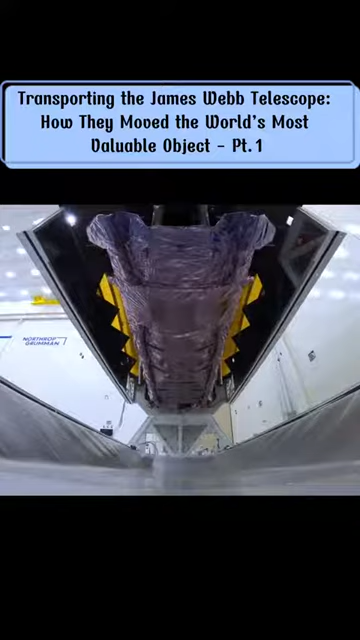 Transporting the James Webb Telescope:
How They Moved the World's Most
Valuable Object - Pt. 1
NORTHROP
GRUMMAN